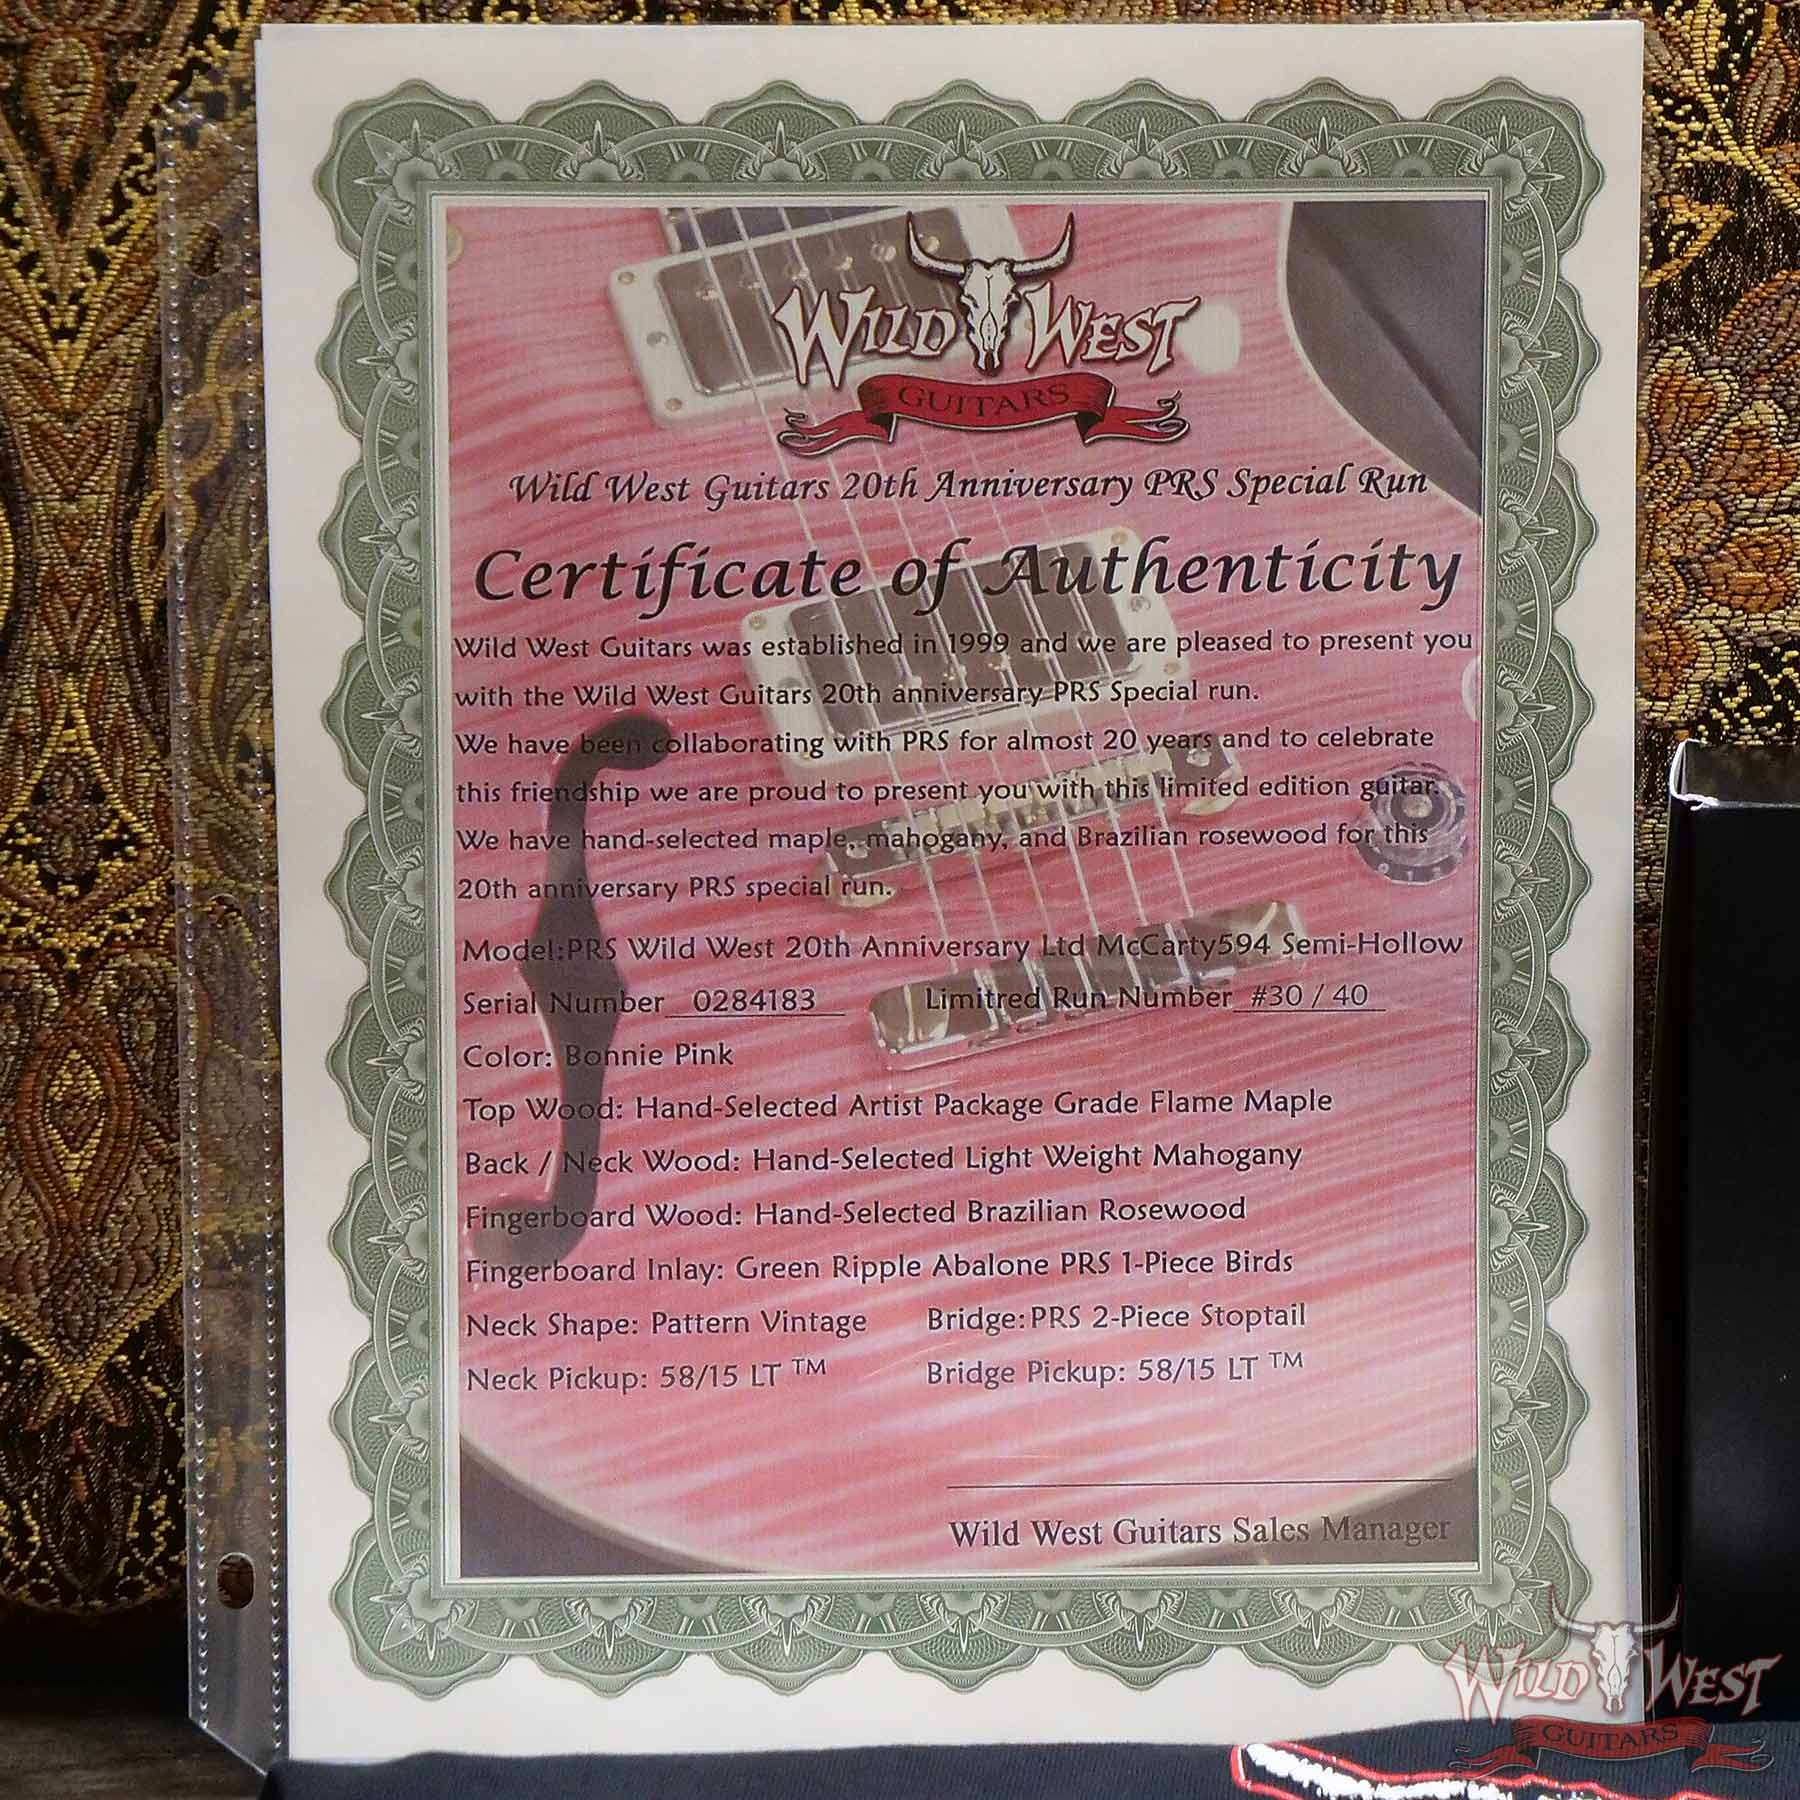 WILD WEST
GUITARS
Wild West Guitars 20th Anniversary PRS Special Run
Certificate of Authenticity
Wild West Guitars was established in 1999 and we are pleased to present you
with the Wild West Guitars 20th anniversary PRS Special run.
We have been collaborating with PRS for almost 20 years and to celebrate
this friendship we are proud to present you with this limited edition guitar.
We have hand-selected maple, mahogany, and Brazilian rosewood for this
20th anniversary PRS special run.
Model:PRS Wild West 20th Anniversary Ltd McCarty594 Semi-Hollow
Serial Number 0284183 Limitred Run Number #30 / 40
Color: Bonnie Pink
Top Wood: Hand-Selected Artist Package Grade Flame Maple
Back / Neck Wood: Hand-Selected Light Weight Mahogany
Fingerboard Wood: Hand-Selected Brazilian Rosewood
Fingerboard Inlay: Green Ripple Abalone PRS 1-Piece Birds
Neck Shape: Pattern Vintage Bridge:PRS 2-Piece Stoptail
Neck Pickup: 58/15 LT ™ Bridge Pickup: 58/15 LT ™
Wild West Guitars Sales Manager
WILD WEST
GUITARS